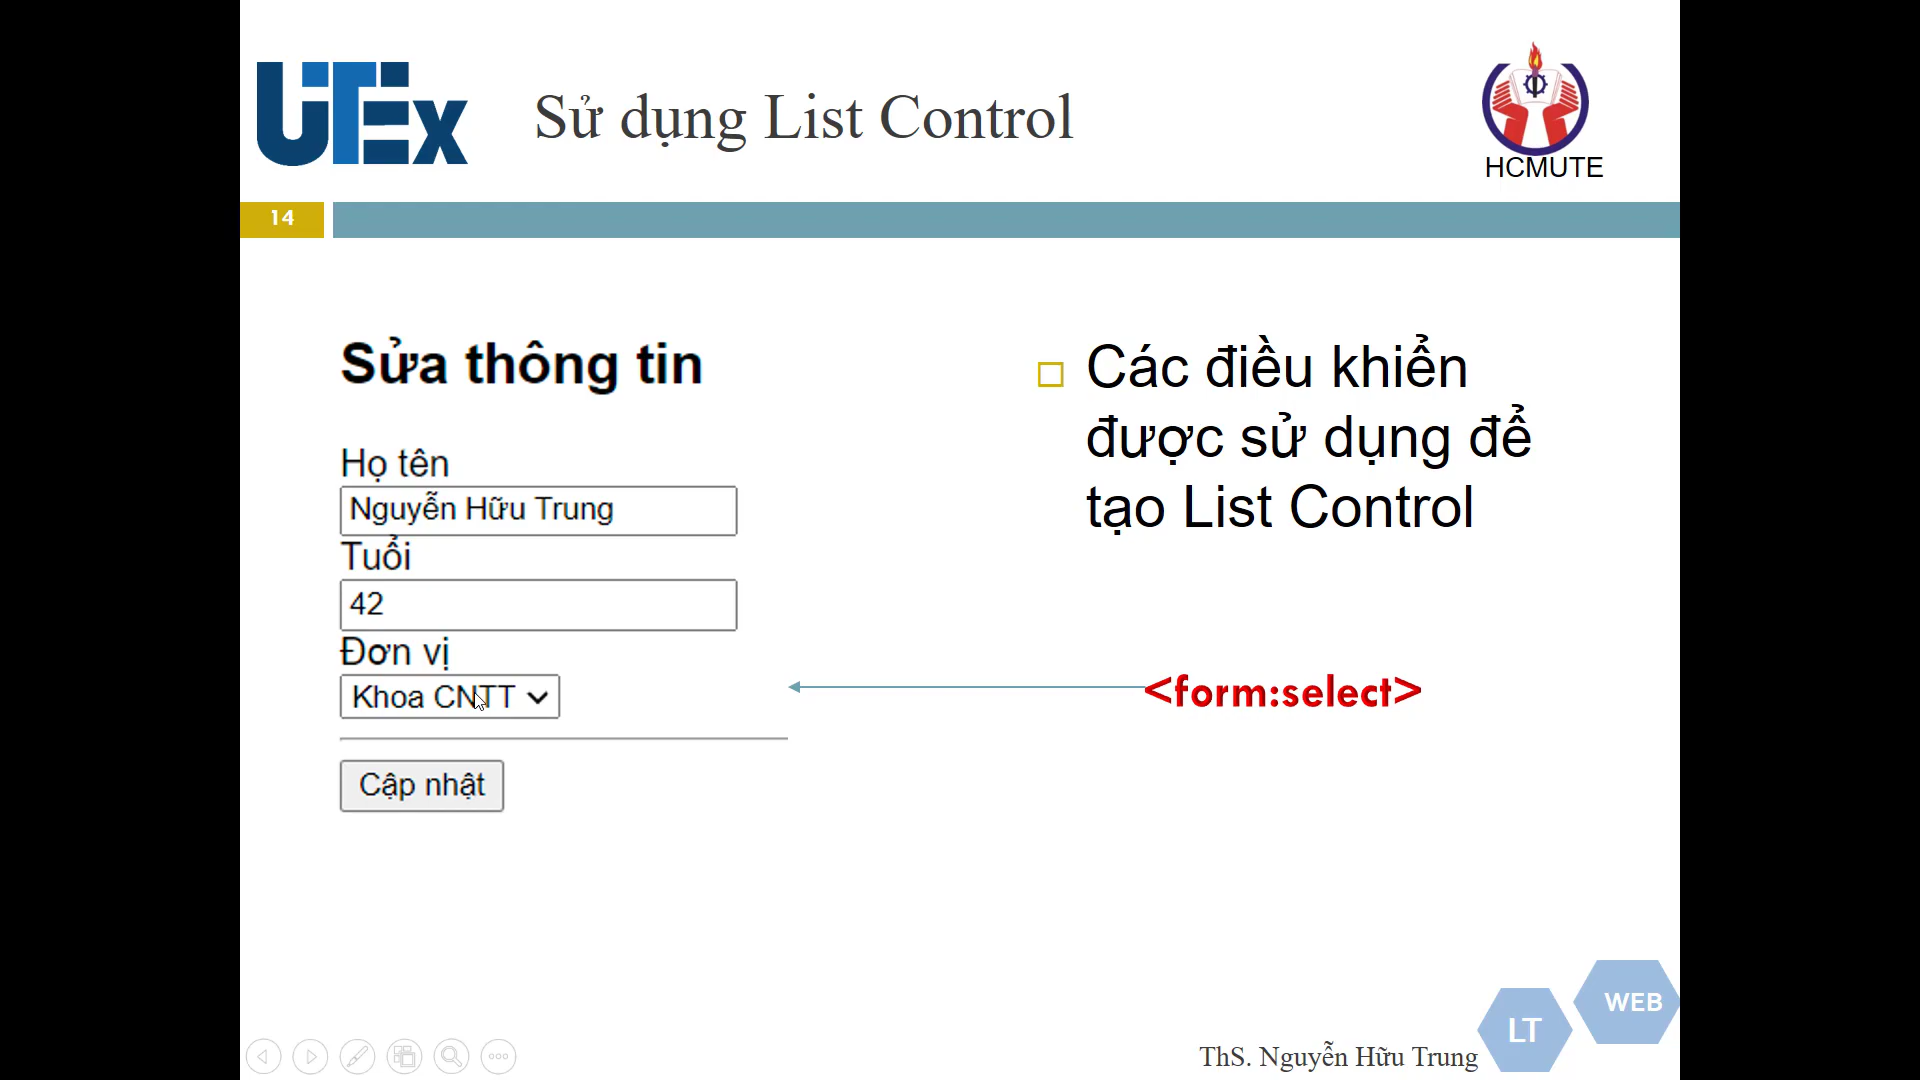 UTEx
Sử dụng List Control
HCMUTE
14
Sửa thông tin
Họ tên
Nguyễn Hữu Trung
Tuổi
42
Đơn vị
Khoa CNTT
Cập nhật
Các điều khiển
được sử dụng để
tạo List Control
<form:select>
ThS. Nguyễn Hữu Trung
LT
WEB